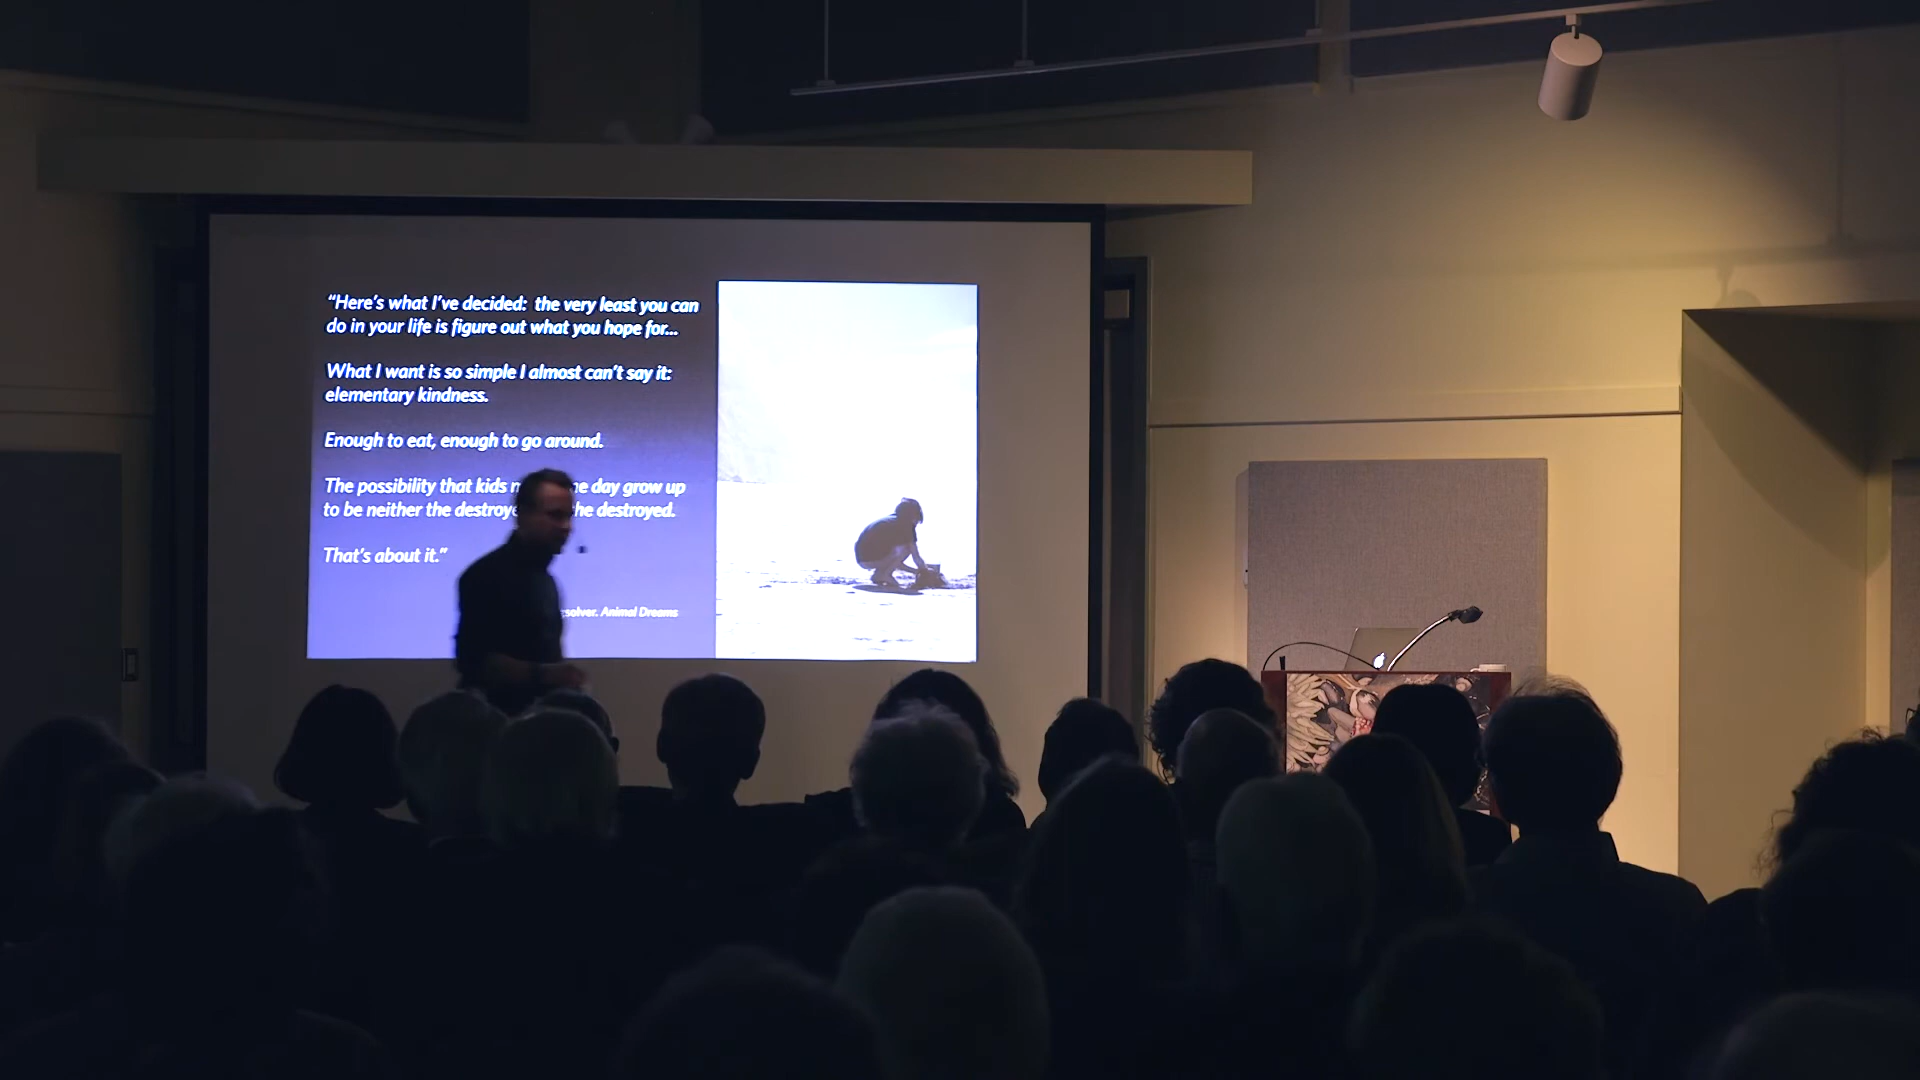 “Here’s what I’ve decided:  the very least you can
do in your life is figure out what you hope for...
What I want is so simple I almost can’t say it:
elementary kindness.
Enough to eat, enough to go around.
The possibility that kids day grow up
to be neither the destroyed.
That’s about it.”
Animal Dreams